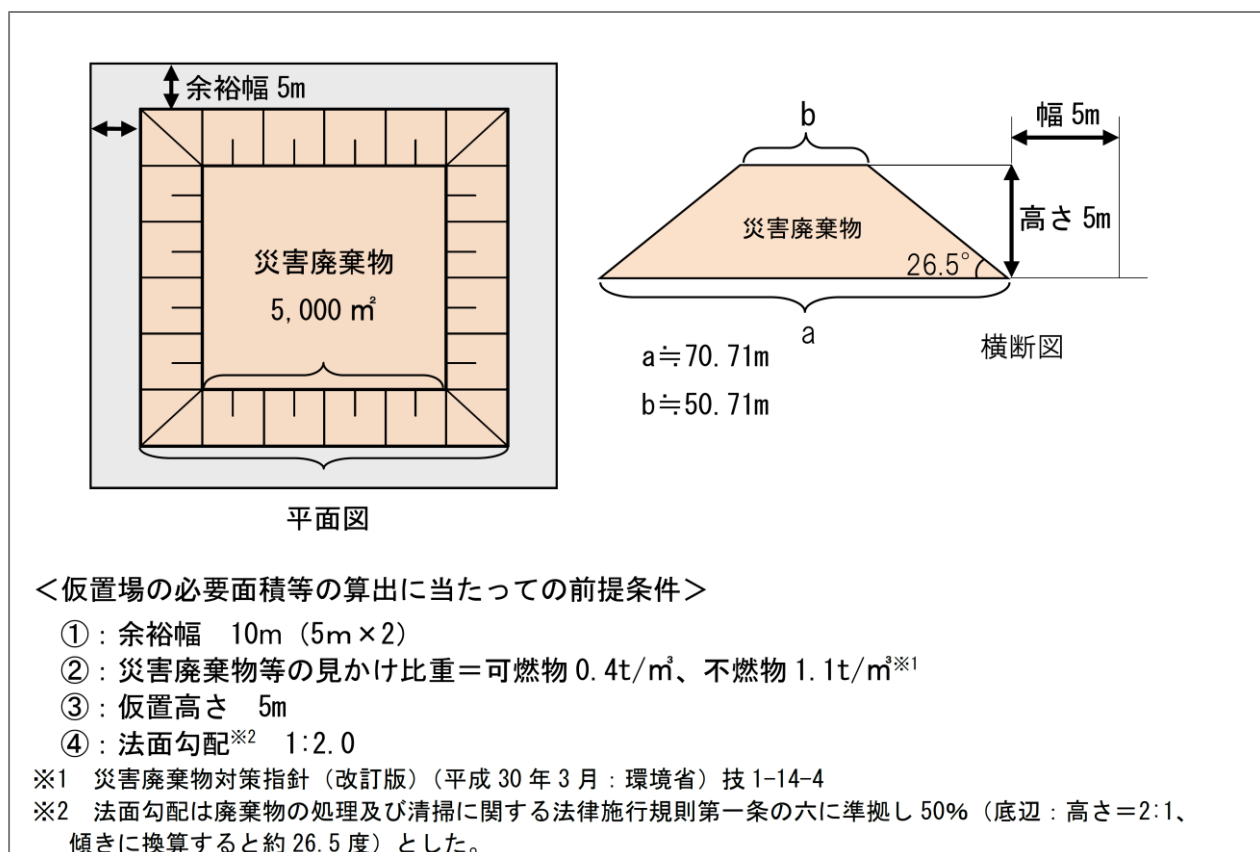 余裕幅 5m
災害廃棄物
5,000 ㎡
平面図
b
幅 5m
災害廃棄物
高さ 5m
26.5°
a
横断図
a≒70.71m
b≒50.71m
<仮置場の必要面積等の算出に当たっての前提条件>
①:余裕幅 10m(5m×2)
②:災害廃棄物等の見かけ比重=可燃物 0.4t/㎥、不燃物 1.1t/㎥※1
③:仮置高さ 5m
④:法面勾配※2 1:2.0
※1 災害廃棄物対策指針(改訂版)(平成 30 年 3 月:環境省)技 1-14-4
※2 法面勾配は廃棄物の処理及び清掃に関する法律施行規則第一条の六に準拠し 50%(底辺:高さ=2:1、
傾きに換算すると約 26.5 度)とした。